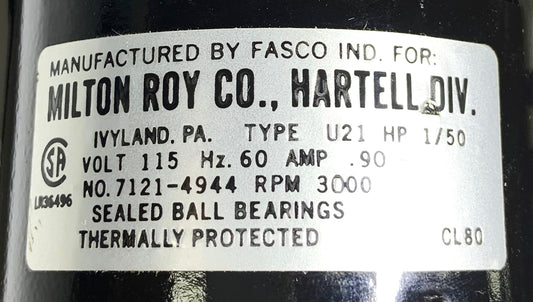 MANUFACTURED BY FASCO IND. FOR:
MILTON ROY CO., HARTELL DIV.
IVYLAND, PA. TYPE U21 HP 1/50
VOLT 115 Hz. 60 AMP .90
NO. 7121-4944 RPM 3000
SEALED BALL BEARINGS
THERMALLY PROTECTED CL80
SA
LR36496